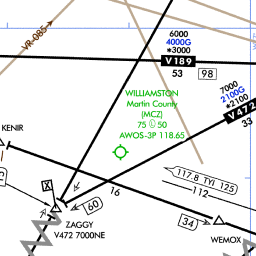 VR-085
6000
4000G
*3000
V189
53
98
WILLIAMSTON
Martin County
(MCZ)
75 L 50
AWOS-3P 118.65
7000
2100G
*2100
V472
33
KENIR
117.8 TYI 125
112
X
16
60
ZAGGY
V472 7000NE
34
WEMOX